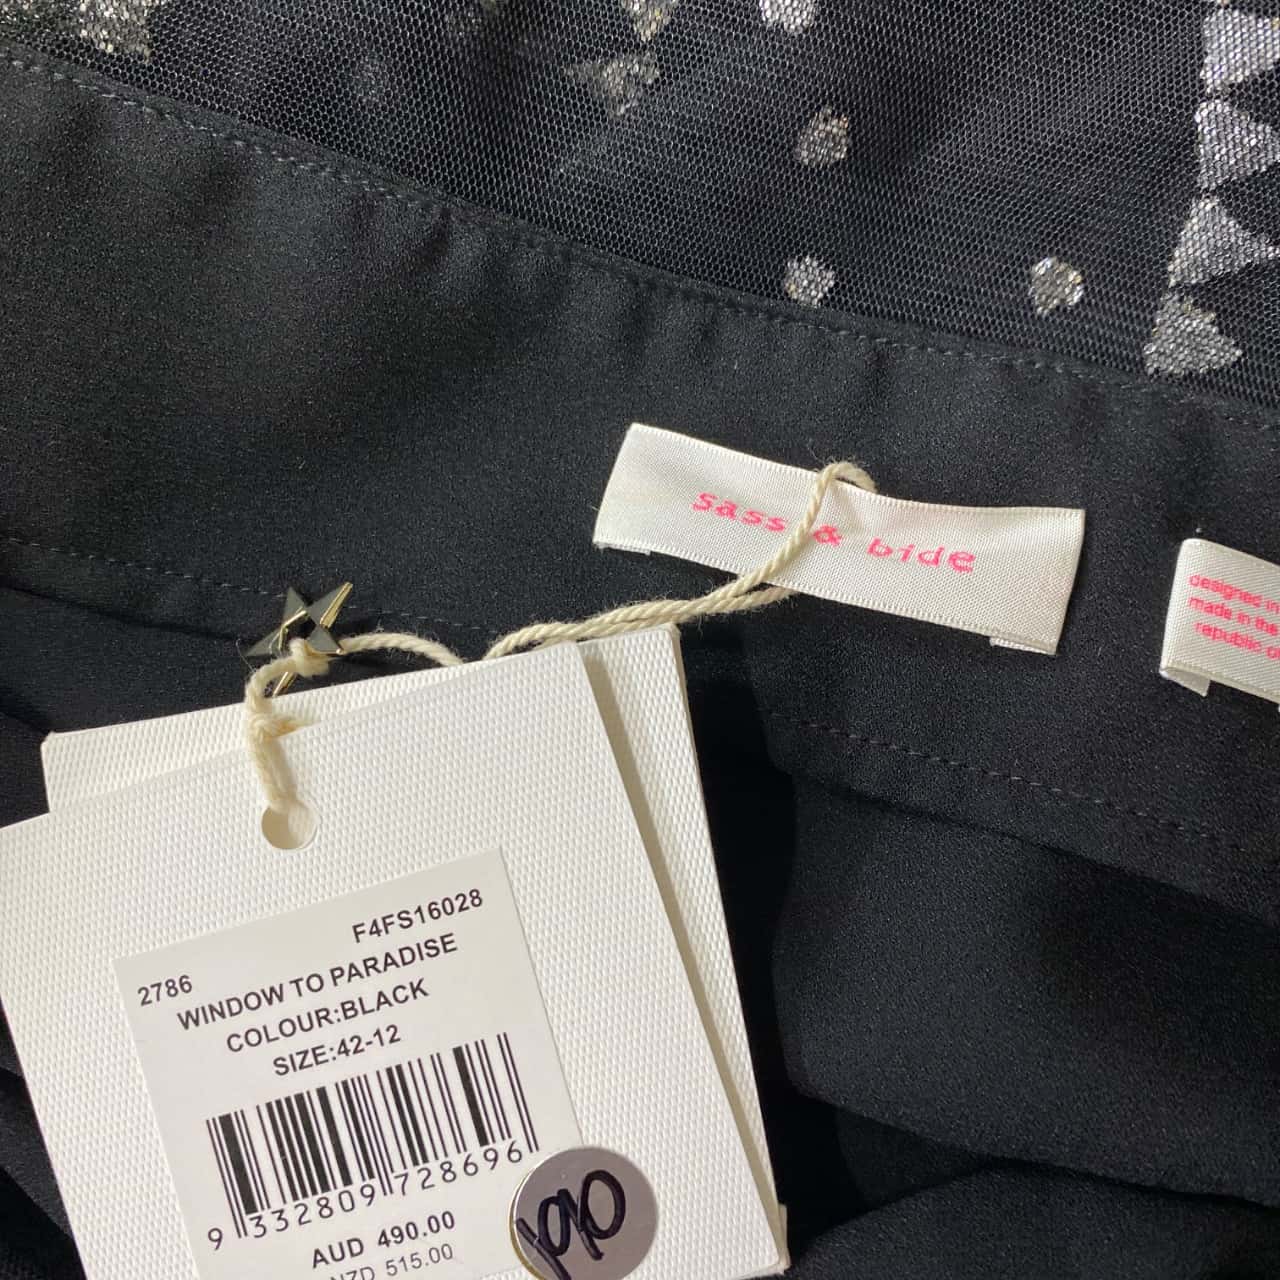 sass & bide
designed in
made in the
republic o
F4FS16028
2786
WINDOW TO PARADISE
COLOUR:BLACK
SIZE:42-12
9 332809 728696
AUD 490.00
NZD 515.00